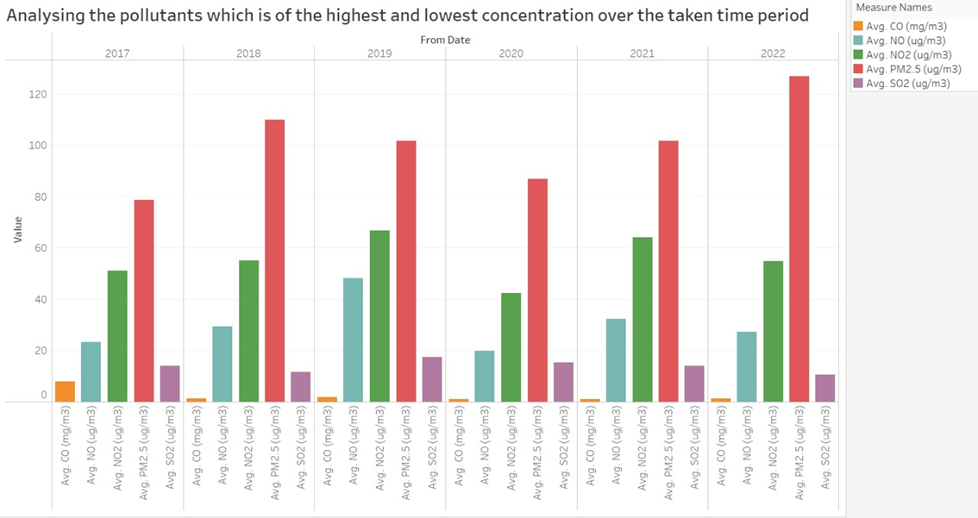 Analysing the pollutants which is of the highest and lowest concentration over the taken time period
From Date
2017 2018 2019 2020 2021 2022
Value
120
100
80
60
40
20
0
Avg. CO (mg/m3) Avg. NO (ug/m3) Avg. NO2 (ug/m3) Avg. PM2.5 (ug/m3) Avg. SO2 (ug/m3) Avg. CO (mg/m3) Avg. NO (ug/m3) Avg. NO2 (ug/m3) Avg. PM2.5 (ug/m3) Avg. SO2 (ug/m3) Avg. CO (mg/m3) Avg. NO (ug/m3) Avg. NO2 (ug/m3) Avg. PM2.5 (ug/m3) Avg. SO2 (ug/m3) Avg. CO (mg/m3) Avg. NO (ug/m3) Avg. NO2 (ug/m3) Avg. PM2.5 (ug/m3) Avg. SO2 (ug/m3) Avg. CO (mg/m3) Avg. NO (ug/m3) Avg. NO2 (ug/m3) Avg. PM2.5 (ug/m3) Avg. SO2 (ug/m3) Avg. CO (mg/m3) Avg. NO (ug/m3) Avg. NO2 (ug/m3) Avg. PM2.5 (ug/m3) Avg. SO2 (ug/m3)
Measure Names
Avg. CO (mg/m3)
Avg. NO (ug/m3)
Avg. NO2 (ug/m3)
Avg. PM2.5 (ug/m3)
Avg. SO2 (ug/m3)